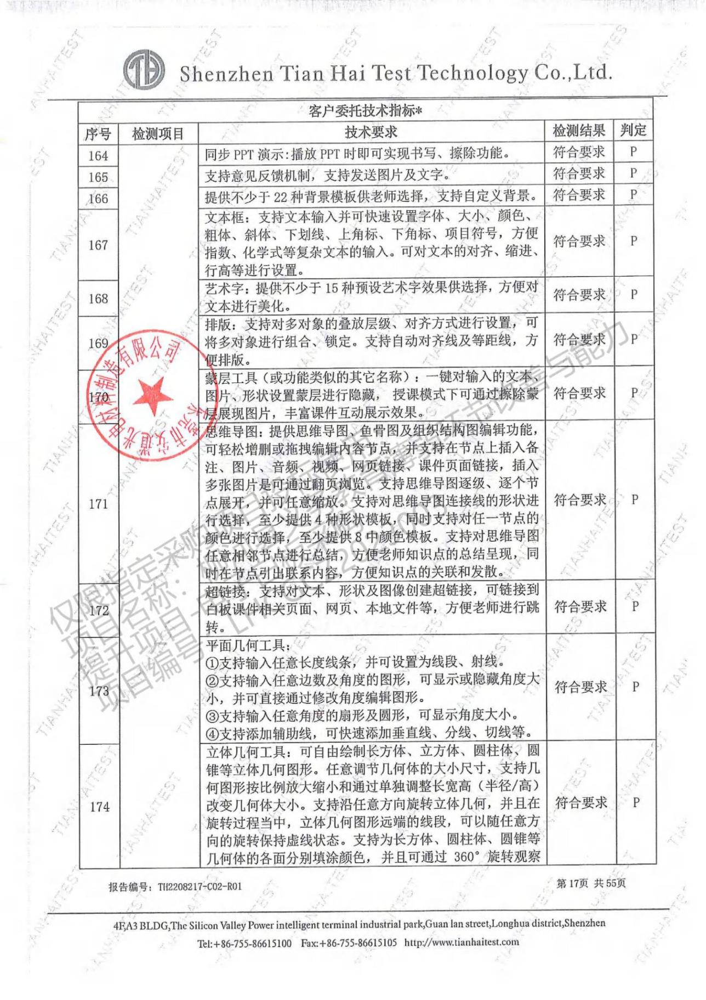 TH Shenzhen Tian Hai Test Technology Co.,Ltd.
客户委托技术指标*
序号 检测项目 技术要求 检测结果 判定
164 同步 PPT 演示:播放 PPT 时即可实现书写、擦除功能。 符合要求 P
165 支持意见反馈机制，支持发送图片及文字。 符合要求 P
166 提供不少于 22 种背景模板供老师选择，支持自定义背景。 符合要求 P
167 文本框：支持文本输入并可快速设置字体、大小、颜色、
粗体、斜体、下划线、上角标、下角标、项目符号，方便
指数、化学式等复杂文本的输入。可对文本的对齐、缩进、 符合要求 P
行高等进行设置。
168 艺术字：提供不少于 15 种预设艺术字效果供选择，方便对 符合要求 P
文本进行美化。
排版：支持对多对象的叠放层级、对齐方式进行设置，可
169 将多对象进行组合、锁定。支持自动对齐线及等距线，方 符合要求 P
便排版。
蒙层工具（或功能类似的其它名称）：一键对输入的文本、
170 图片、形状设置蒙层进行隐藏， 授课模式下可通过擦除蒙 符合要求 P
层展现图片，丰富课件互动展示效果。
思维导图：提供思维导图、鱼骨图及组织结构图编辑功能，
可轻松增删或拖拽编辑内容节点，并支持在节点上插入备
注、图片、音频、视频、网页链接、课件页面链接，插入
多张图片是可通过翻页浏览。支持思维导图逐级、逐个节
171 点展开，并可任意缩放。支持对思维导图连接线的形状进 符合要求 P
行选择，至少提供 4 种形状模板，同时支持对任一节点的
颜色进行选择，至少提供 8 中颜色模板。支持对思维导图
任意相邻节点进行总结，方便老师知识点的总结呈现，同
时在节点引出联系内容，方便知识点的关联和发散。
超链接：支持对文本、形状及图像创建超链接，可链接到
172 白板课件相关页面、网页、本地文件等，方便老师进行跳 符合要求 P
转。
平面几何工具：
①支持输入任意长度线条，并可设置为线段、射线。
②支持输入任意边数及角度的图形，可显示或隐藏角度大
173 小，并可直接通过修改角度编辑图形。 符合要求 P
③支持输入任意角度的扇形及圆形，可显示角度大小。
④支持添加辅助线，可快速添加垂直线、分线、切线等。
立体几何工具：可自由绘制长方体、立方体、圆柱体、圆
锥等立体几何图形。任意调节几何体的大小尺寸，支持几
何图形按比例放大缩小和通过单独调整长宽高（半径/高）
174 改变几何体大小。支持沿任意方向旋转立体几何，并且在 符合要求 P
旋转过程当中，立体几何图形远端的线段，可以随任意方
向的旋转保持虚线状态。支持为长方体、圆柱体、圆锥等
几何体的各面分别填涂颜色，并且可通过 360° 旋转观察
东莞市安道光电材料制造有限公司
仅限指定采购项目投标使用：
报告编号：TH2208217-C02-R01 第 17页 共 55页
4F,A3 BLDG,The Silicon Valley Power intelligent terminal industrial park,Guan lan street,Longhua district,Shenzhen
Tel:+86-755-86615100 Fax:+86-755-86615105 http://www.tianhaitest.com
TIANHAITEST